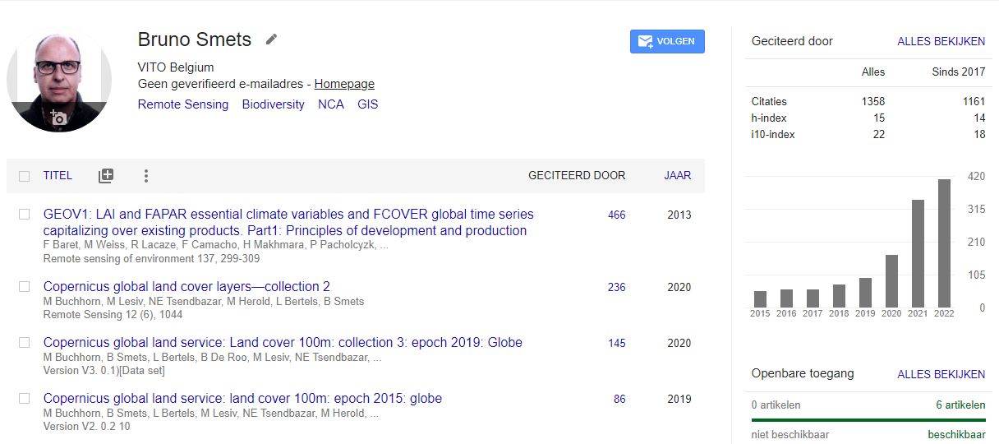 Bruno Smets
VOLGEN
VITO Belgium
Geen geverifieerd e-mailadres - Homepage
Remote Sensing Biodiversity NCA GIS
TITEL GECITEERD DOOR JAAR
GEOV1: LAI and FAPAR essential climate variables and FCOVER global time series 466 2013
capitalizing over existing products. Part1: Principles of development and production
F Baret, M Weiss, R Lacaze, F Camacho, H Makhmara, P Pacholcyzk, ...
Remote sensing of environment 137, 299-309
Copernicus global land cover layers—collection 2 236 2020
M Buchhorn, M Lesiv, NE Tsendbazar, M Herold, L Bertels, B Smets
Remote Sensing 12 (6), 1044
Copernicus global land service: Land cover 100m: collection 3: epoch 2019: Globe 145 2020
M Buchhorn, B Smets, L Bertels, B De Roo, M Lesiv, NE Tsendbazar, ...
Version V3. 0.1)[Data set]
Copernicus global land service: land cover 100m: epoch 2015: globe 86 2019
M Buchhorn, B Smets, L Bertels, M Lesiv, NE Tsendbazar, M Herold, ...
Version V2. 0.2 10
Geciteerd door ALLES BEKIJKEN
Alles Sinds 2017
Citaties 1358 1161
h-index 15 14
i10-index 22 18
420
315
210
105
0
2015 2016 2017 2018 2019 2020 2021 2022
Openbare toegang ALLES BEKIJKEN
0 artikelen 6 artikelen
niet beschikbaar beschikbaar